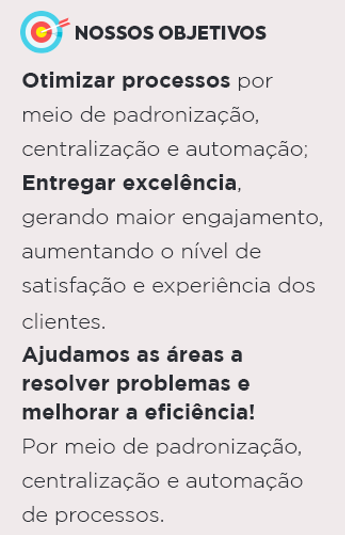 NOSSOS OBJETIVOS
Otimizar processos por
meio de padronização,
centralização e automação;
Entregar excelência,
gerando maior engajamento,
aumentando o nível de
satisfação e experiência dos
clientes.
Ajudamos as áreas a
resolver problemas e
melhorar a eficiência!
Por meio de padronização,
centralização e automação
de processos.